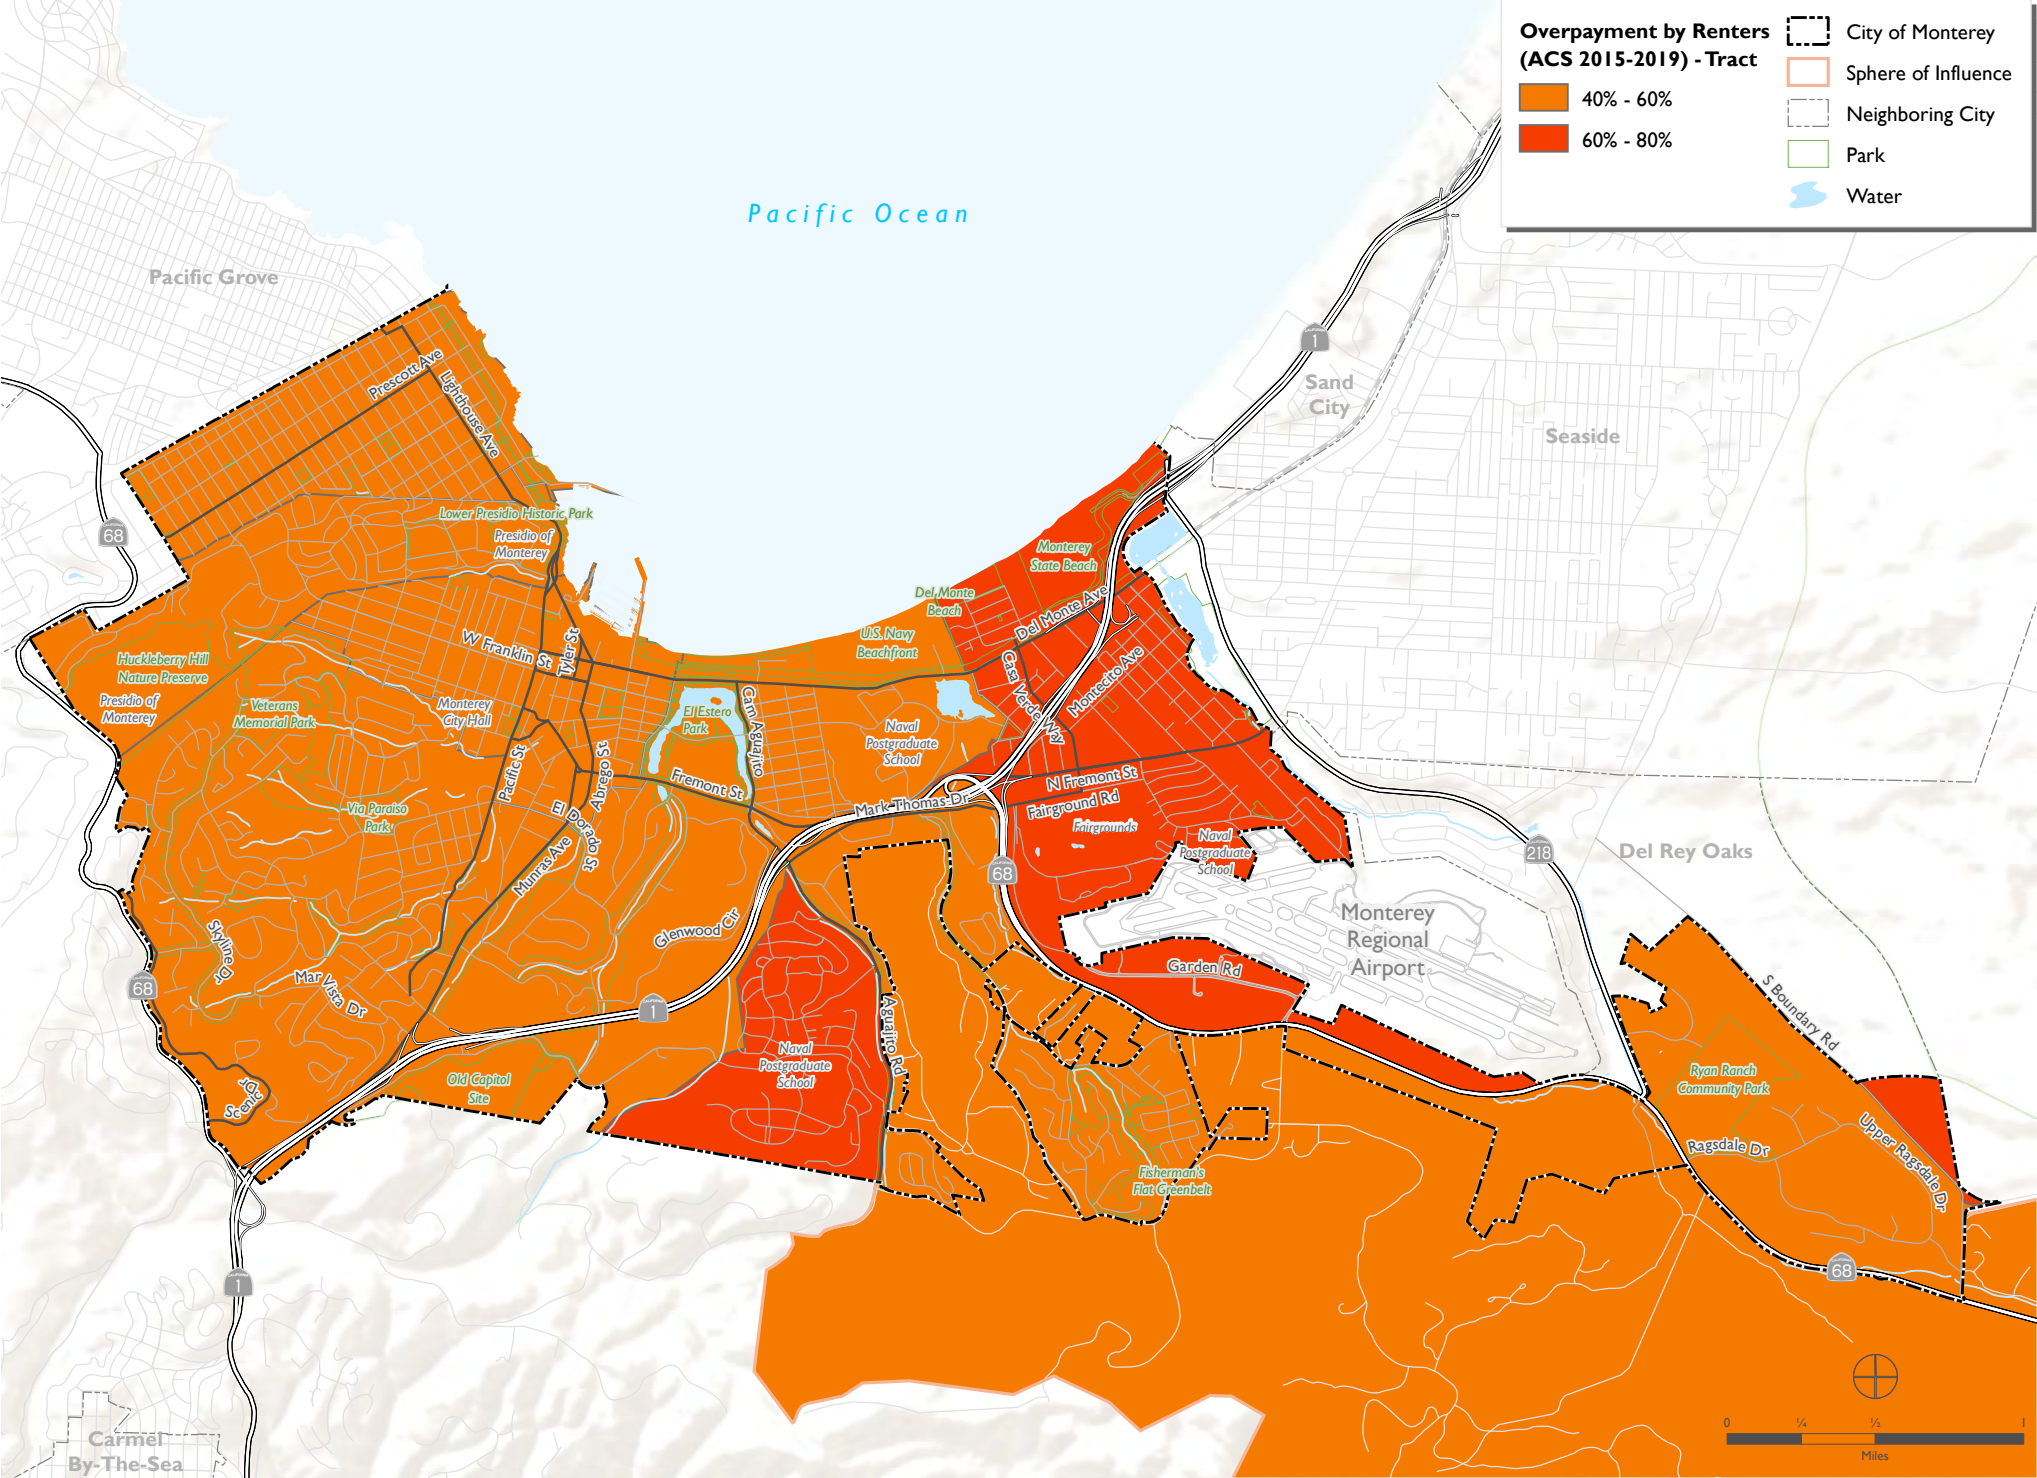 Overpayment by Renters
(ACS 2015-2019) - Tract
40% - 60%
60% - 80%
City of Monterey
Sphere of Influence
Neighboring City
Park
Water
Pacific Ocean
Pacific Grove
Sand
City
Seaside
Del Rey Oaks
Carmel
By-The-Sea
Monterey
Regional
Airport
1
68
218
68
68
1
1
68
Prescott Ave
Lighthouse Ave
Lower Presidio Historic Park
Presidio of
Monterey
W Franklin St
Tyler St
Huckleberry Hill
Nature Preserve
Presidio of
Monterey
Veterans
Memorial Park
Monterey
City Hall
El Estero
Park
Cam Aguajito
Naval
Postgraduate
School
U.S. Navy
Beachfront
Del Monte
Beach
Monterey
State Beach
Del Monte Ave
Casa Verde Way
Montecito Ave
Pacific St
Abrego St
Fremont St
El Dorado St
Munras Ave
Via Paraiso
Park
Mark Thomas Dr
N Fremont St
Fairground Rd
Fairgrounds
Naval
Postgraduate
School
Skyline Dr
Mar Vista Dr
Glenwood Cir
Garden Rd
Aguajito Rd
Naval
Postgraduate
School
Old Capitol
Site
Scenic Dr
Fisherman's
Flat Greenbelt
S Boundary Rd
Ryan Ranch
Community Park
Ragsdale Dr
Upper Ragsdale Dr
0 ¼ ½ 1
Miles